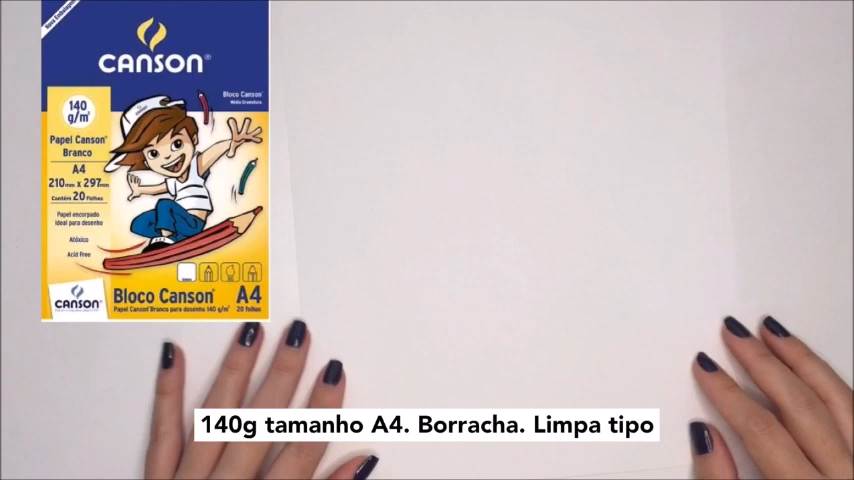 Nova Embalagem
CANSON®
Bloco Canson®
Média Gramatura
140
g/m²
Papel Canson®
Branco
A4
210mm X 297mm
Contém 20 Folhas
Papel encorpado
ideal para desenho
Atóxico
Acid Free
CANSON
Bloco Canson® A4
Papel Canson® Branco para desenho 140 g/m² 20 folhas
140g tamanho A4. Borracha. Limpa tipo